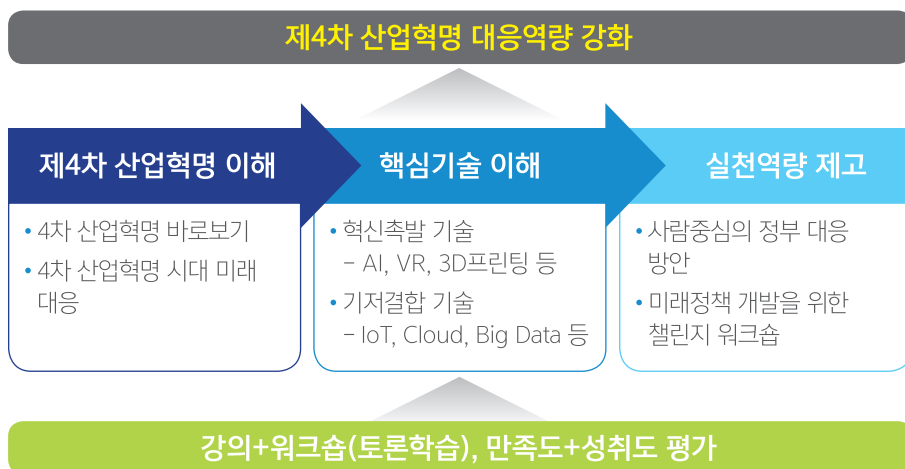 제4차 산업혁명 대응역량 강화
제4차 산업혁명 이해
• 4차 산업혁명 바로보기
• 4차 산업혁명 시대 미래
대응
핵심기술 이해
• 혁신촉발 기술
– AI, VR, 3D프린팅 등
• 기저결합 기술
– IoT, Cloud, Big Data 등
실천역량 제고
• 사람중심의 정부 대응
방안
• 미래정책 개발을 위한
챌린지 워크숍
강의+워크숍(토론학습), 만족도+성취도 평가